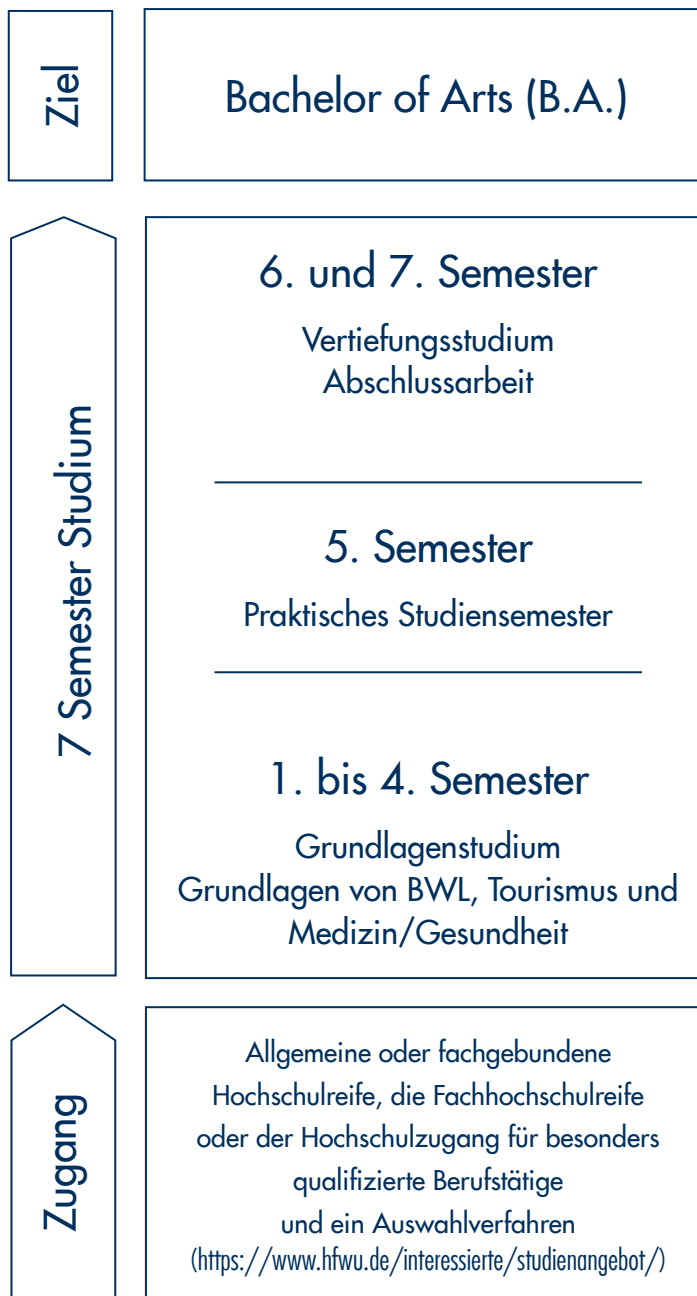 Ziel
Bachelor of Arts (B.A.)
7 Semester Studium
6. und 7. Semester
Vertiefungsstudium
Abschlussarbeit
5. Semester
Praktisches Studiensemester
1. bis 4. Semester
Grundlagenstudium
Grundlagen von BWL, Tourismus und
Medizin/Gesundheit
Zugang
Allgemeine oder fachgebundene
Hochschulreife, die Fachhochschulreife
oder der Hochschulzugang für besonders
qualifizierte Berufstätige
und ein Auswahlverfahren
(https://www.hfwu.de/interessierte/studienangebot/)